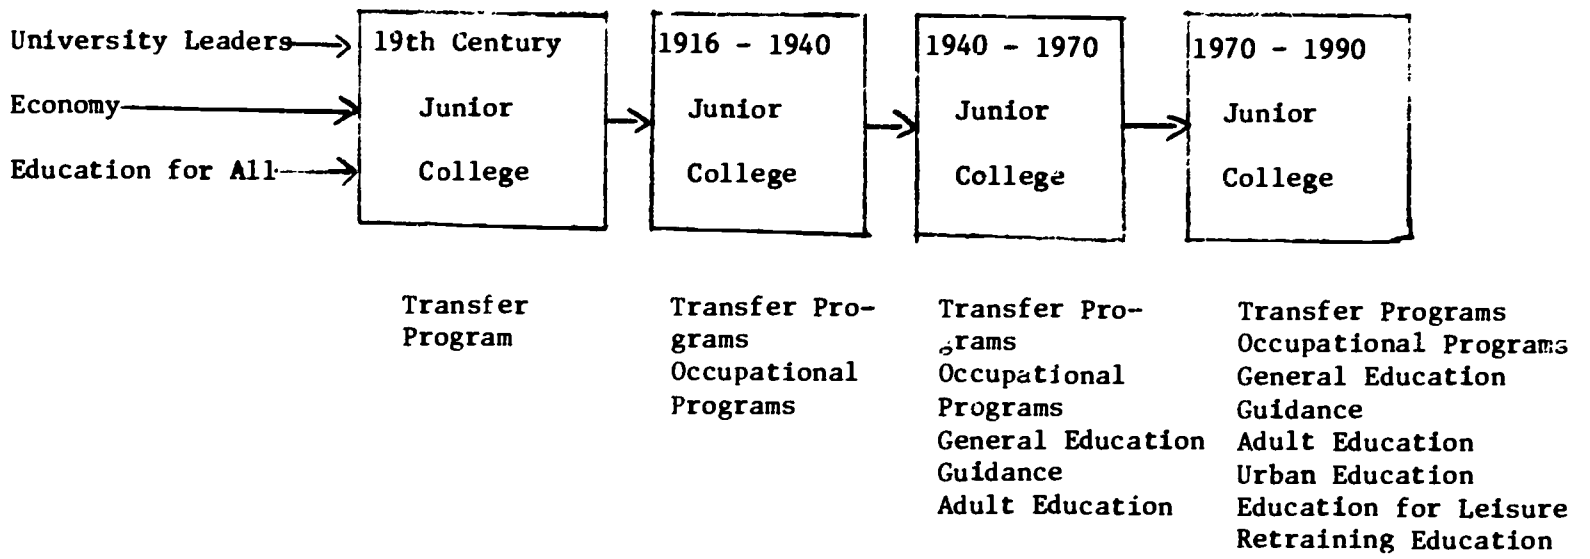 University Leaders
Economy
Education for All
19th Century
Junior
College
1916 - 1940
Junior
College
1940 - 1970
Junior
College
1970 - 1990
Junior
College
Transfer
Program
Transfer Pro-
grams
Occupational
Programs
Transfer Pro-
grams
Occupational
Programs
General Education
Guidance
Adult Education
Transfer Programs
Occupational Programs
General Education
Guidance
Adult Education
Urban Education
Education for Leisure
Retraining Education